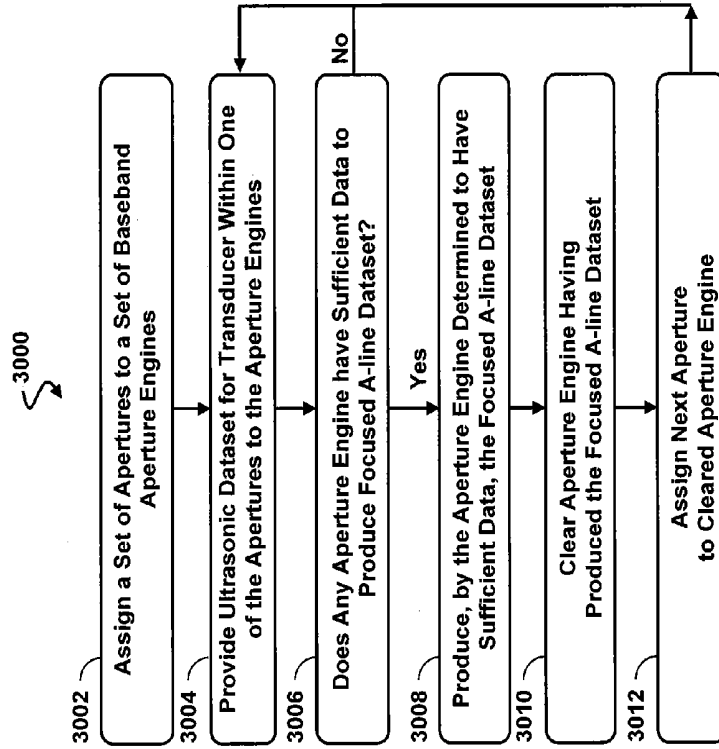 3000
3002
Assign a Set of Apertures to a Set of Baseband
Aperture Engines
3004
Provide Ultrasonic Dataset for Transducer Within One
of the Apertures to the Aperture Engines
3006
Does Any Aperture Engine have Sufficient Data to
Produce Focused A-line Dataset?
No
Yes
3008
Produce, by the Aperture Engine Determined to Have
Sufficient Data, the Focused A-line Dataset
3010
Clear Aperture Engine Having
Produced the Focused A-line Dataset
3012
Assign Next Aperture
to Cleared Aperture Engine